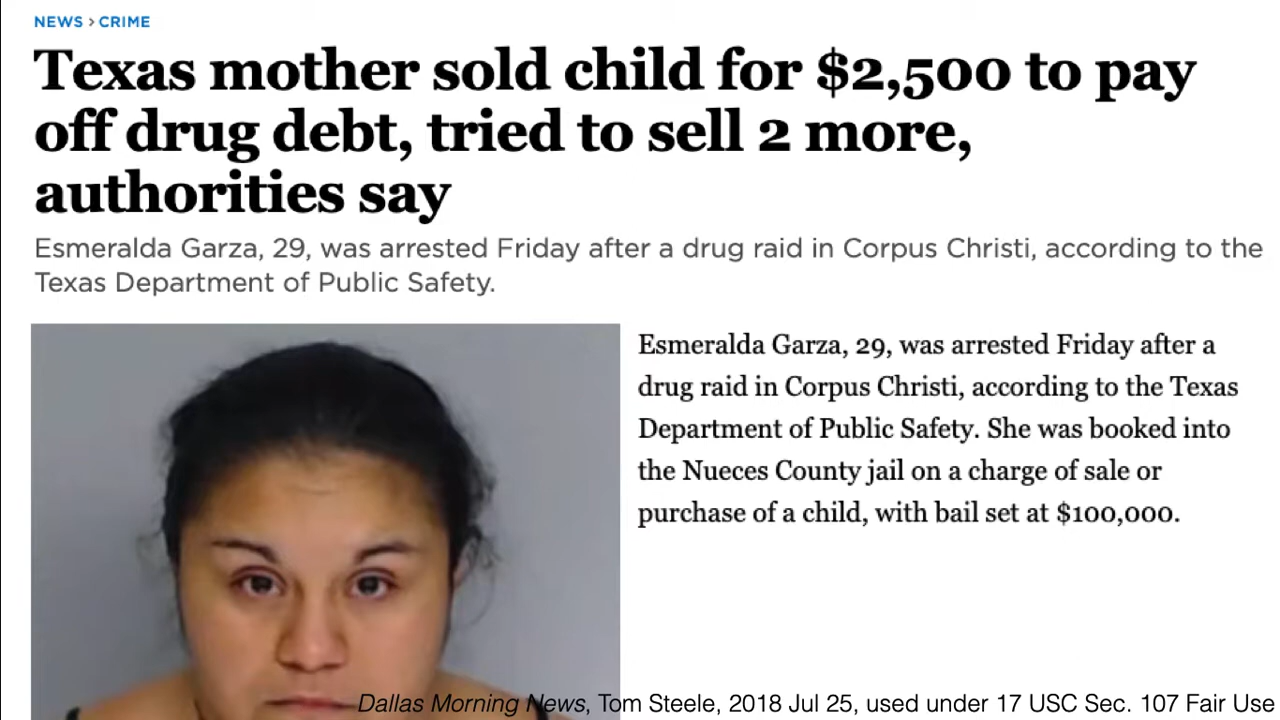 NEWS > CRIME
Texas mother sold child for $2,500 to pay
off drug debt, tried to sell 2 more,
authorities say
Esmeralda Garza, 29, was arrested Friday after a drug raid in Corpus Christi, according to the
Texas Department of Public Safety.
Esmeralda Garza, 29, was arrested Friday after a
drug raid in Corpus Christi, according to the Texas
Department of Public Safety. She was booked into
the Nueces County jail on a charge of sale or
purchase of a child, with bail set at $100,000.
Dallas Morning News, Tom Steele, 2018 Jul 25, used under 17 USC Sec. 107 Fair Use